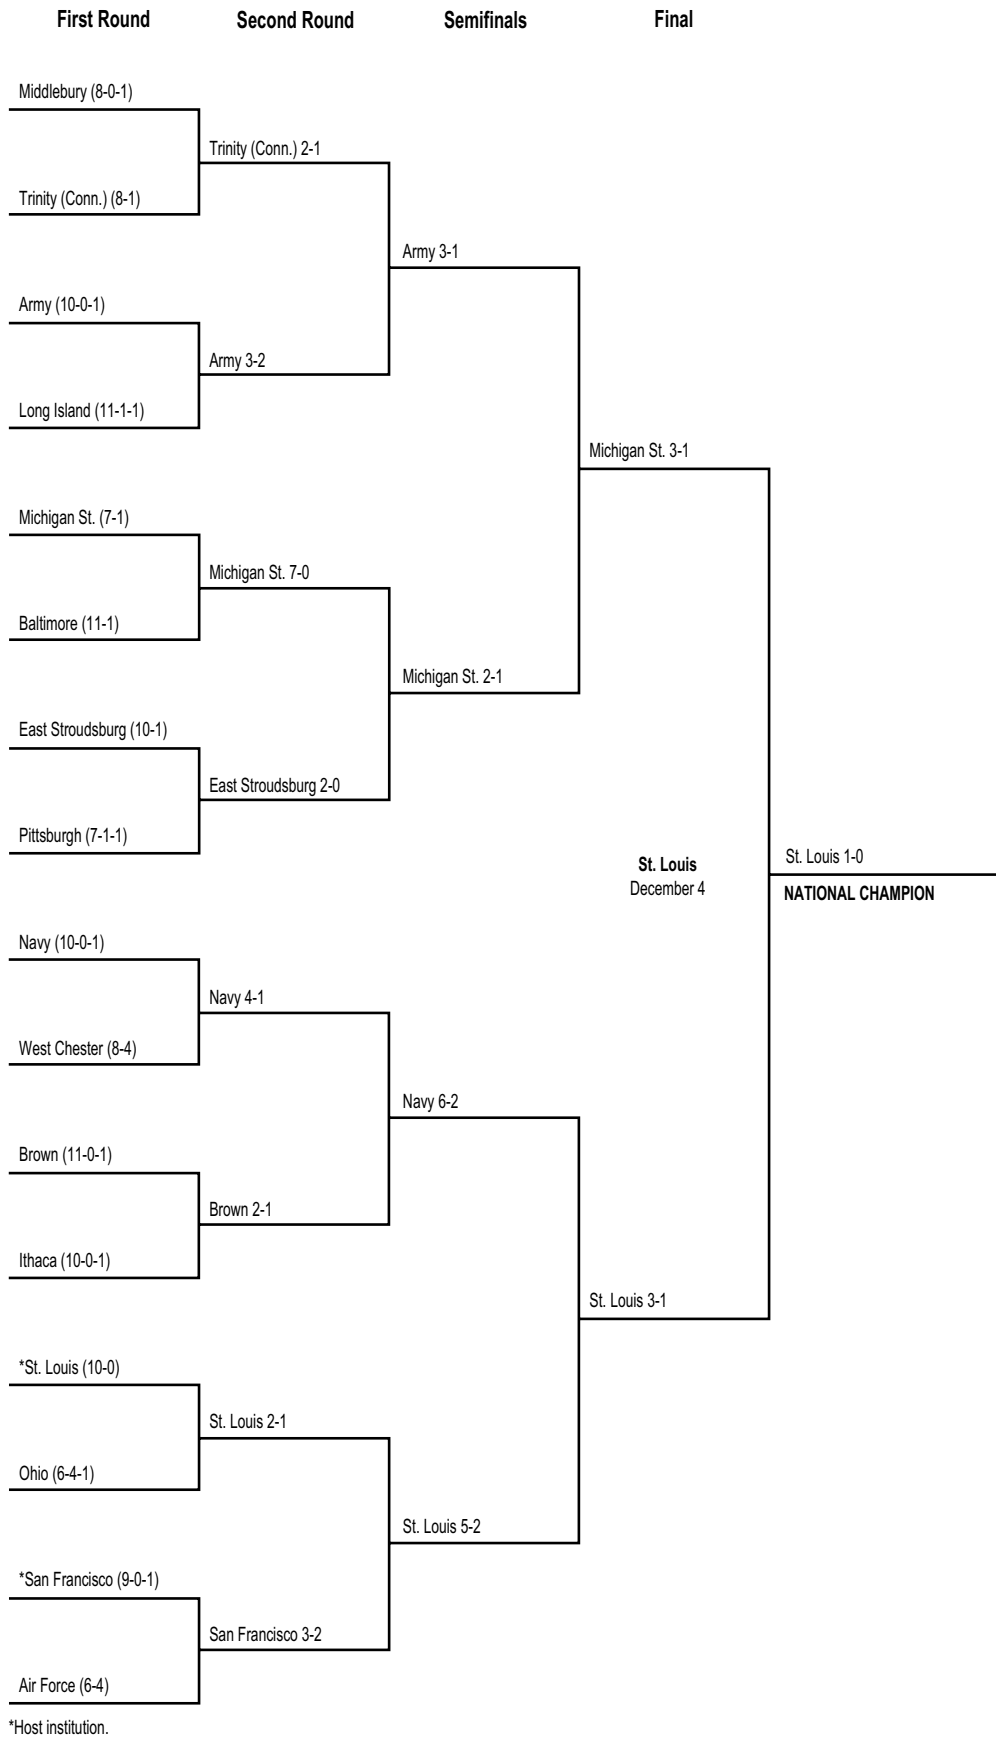 First Round Second Round Semifinals Final
Middlebury (8-0-1)
Trinity (Conn.) 2-1
Trinity (Conn.) (8-1)
Army 3-1
Army (10-0-1)
Army 3-2
Long Island (11-1-1)
Michigan St. 3-1
Michigan St. (7-1)
Michigan St. 7-0
Baltimore (11-1)
Michigan St. 2-1
East Stroudsburg (10-1)
East Stroudsburg 2-0
Pittsburgh (7-1-1)
St. Louis
December 4
St. Louis 1-0
NATIONAL CHAMPION
Navy (10-0-1)
Navy 4-1
West Chester (8-4)
Navy 6-2
Brown (11-0-1)
Brown 2-1
Ithaca (10-0-1)
St. Louis 3-1
*St. Louis (10-0)
St. Louis 2-1
Ohio (6-4-1)
St. Louis 5-2
*San Francisco (9-0-1)
San Francisco 3-2
Air Force (6-4)
*Host institution.